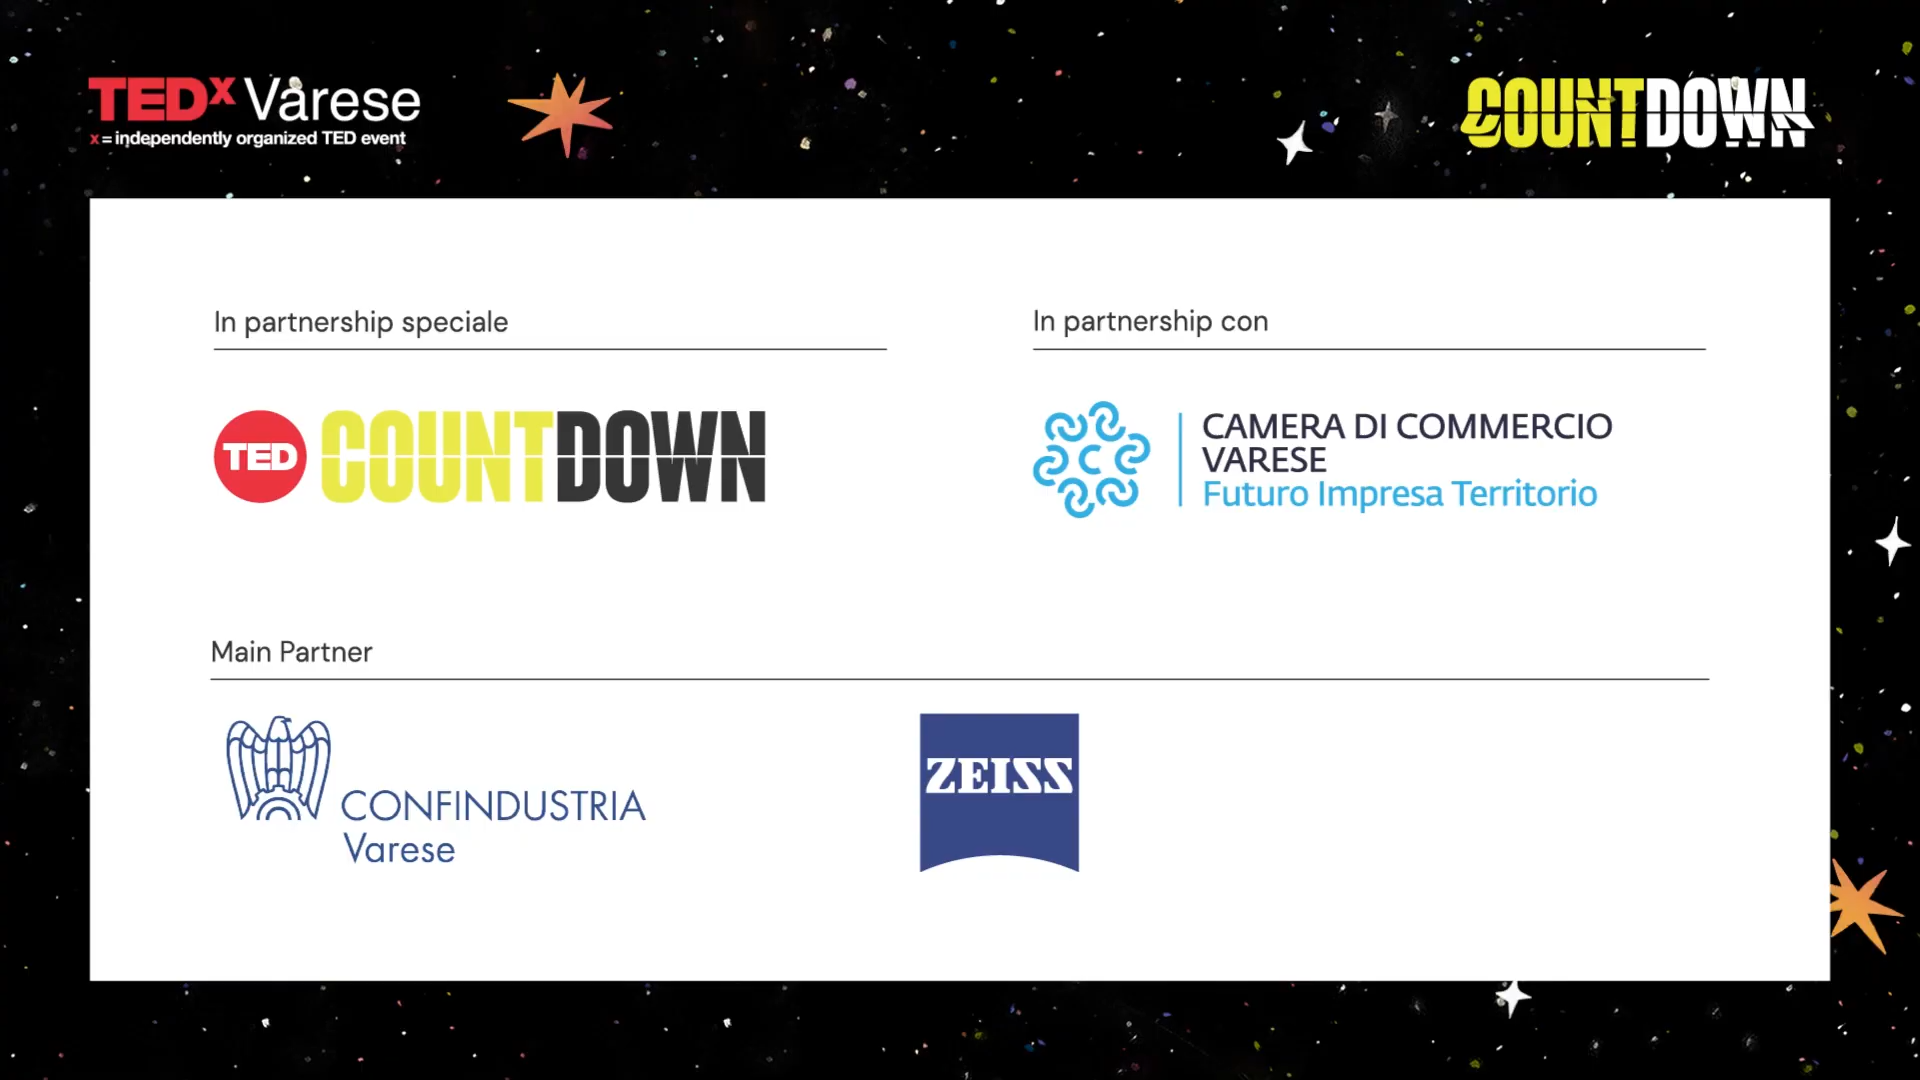 TEDx Varese
x = independently organized TED event
COUNTDOWN
In partnership speciale
TED COUNTDOWN
In partnership con
CAMERA DI COMMERCIO
VARESE
Futuro Impresa Territorio
Main Partner
CONFINDUSTRIA
Varese
ZEISS